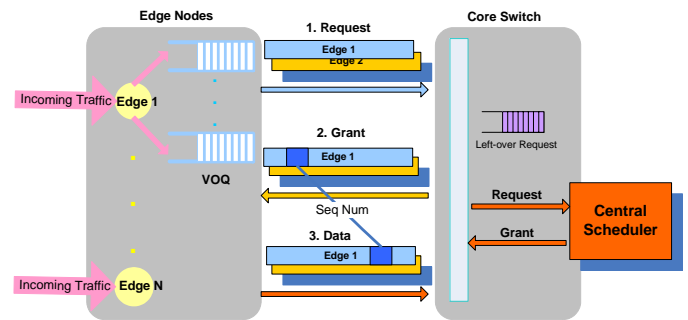 Edge Nodes
Core Switch
1. Request
Edge 1
Edge 2
Incoming Traffic
Edge 1
2. Grant
Edge 1
Left-over Request
VOQ
Request
Seq Num
Central
Scheduler
Grant
3. Data
Edge 1
Incoming Traffic
Edge N